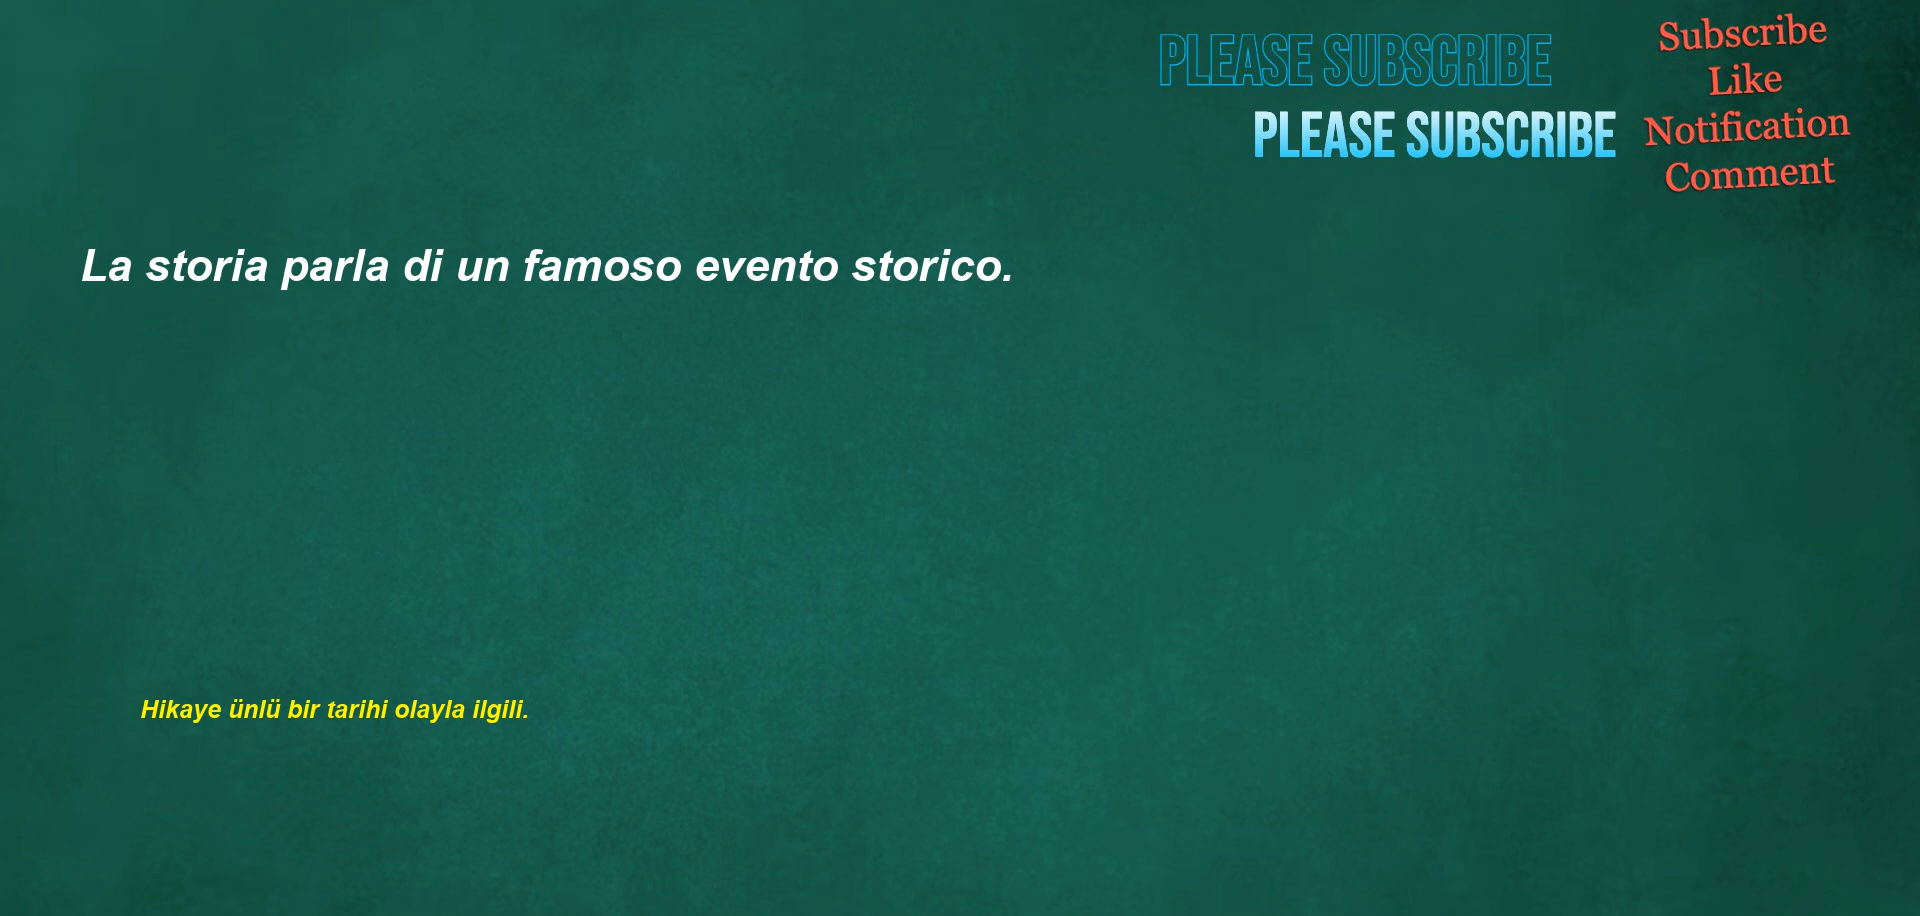 PLEASE SUBSCRIBE
PLEASE SUBSCRIBE
Subscribe
Like
Notification
Comment
La storia parla di un famoso evento storico.
Hikaye ünlü bir tarihi olayla ilgili.